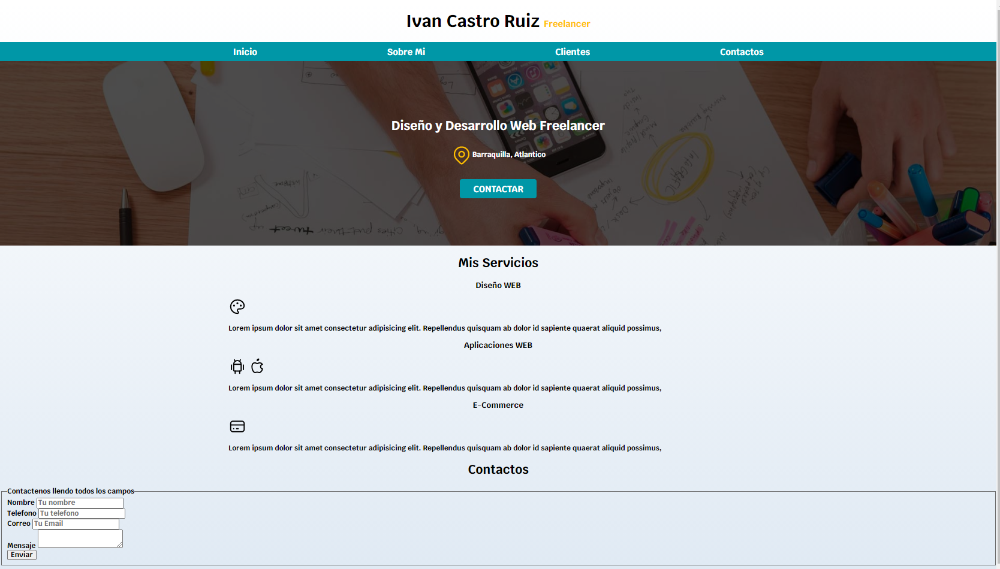 Ivan Castro Ruiz Freelancer
Inicio Sobre Mi Clientes Contactos
Diseño y Desarrollo Web Freelancer
Barraquilla, Atlantico
CONTACTAR
Mis Servicios
Diseño WEB
Lorem ipsum dolor sit amet consectetur adipisicing elit. Repellendus quisquam ab dolor id sapiente quaerat aliquid possimus,
Aplicaciones WEB
Lorem ipsum dolor sit amet consectetur adipisicing elit. Repellendus quisquam ab dolor id sapiente quaerat aliquid possimus,
E-Commerce
Lorem ipsum dolor sit amet consectetur adipisicing elit. Repellendus quisquam ab dolor id sapiente quaerat aliquid possimus,
Contactos
Contactenos llendo todos los campos
Nombre Tu nombre
Telefono Tu telefono
Correo Tu Email
Mensaje
Enviar